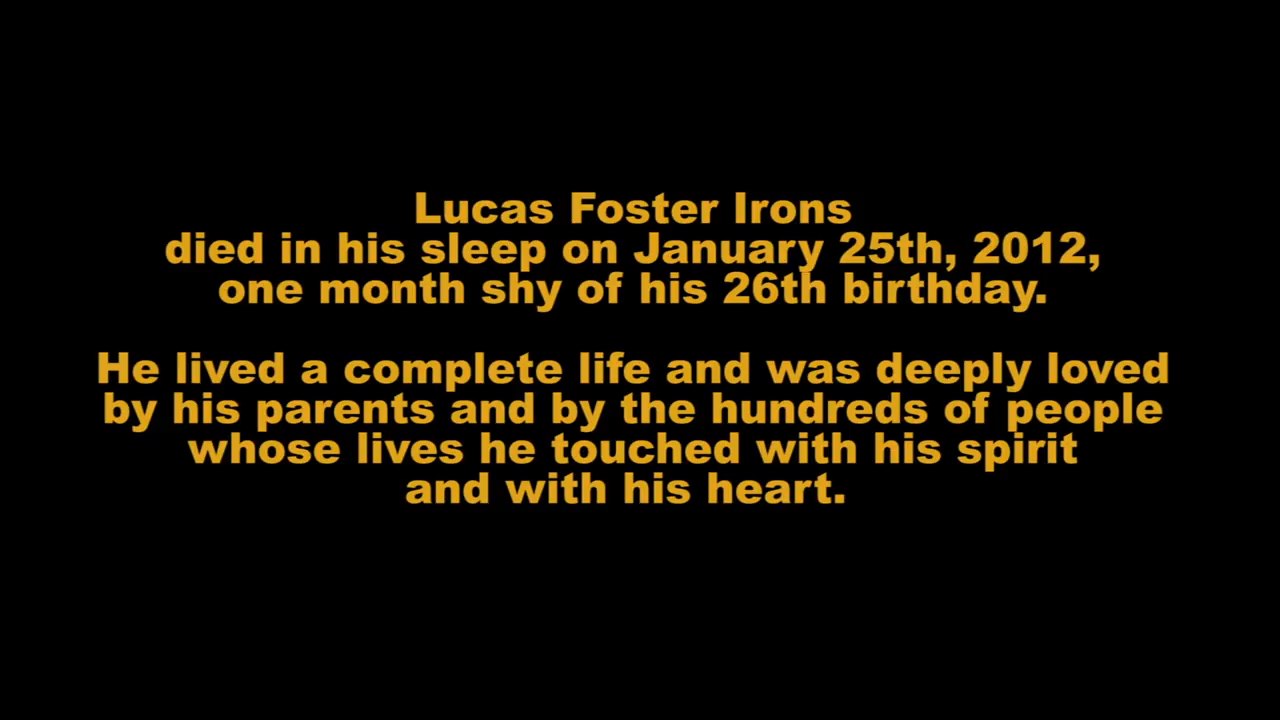 Lucas Foster Irons
died in his sleep on January 25th, 2012,
one month shy of his 26th birthday.
He lived a complete life and was deeply loved
by his parents and by the hundreds of people
whose lives he touched with his spirit
and with his heart.